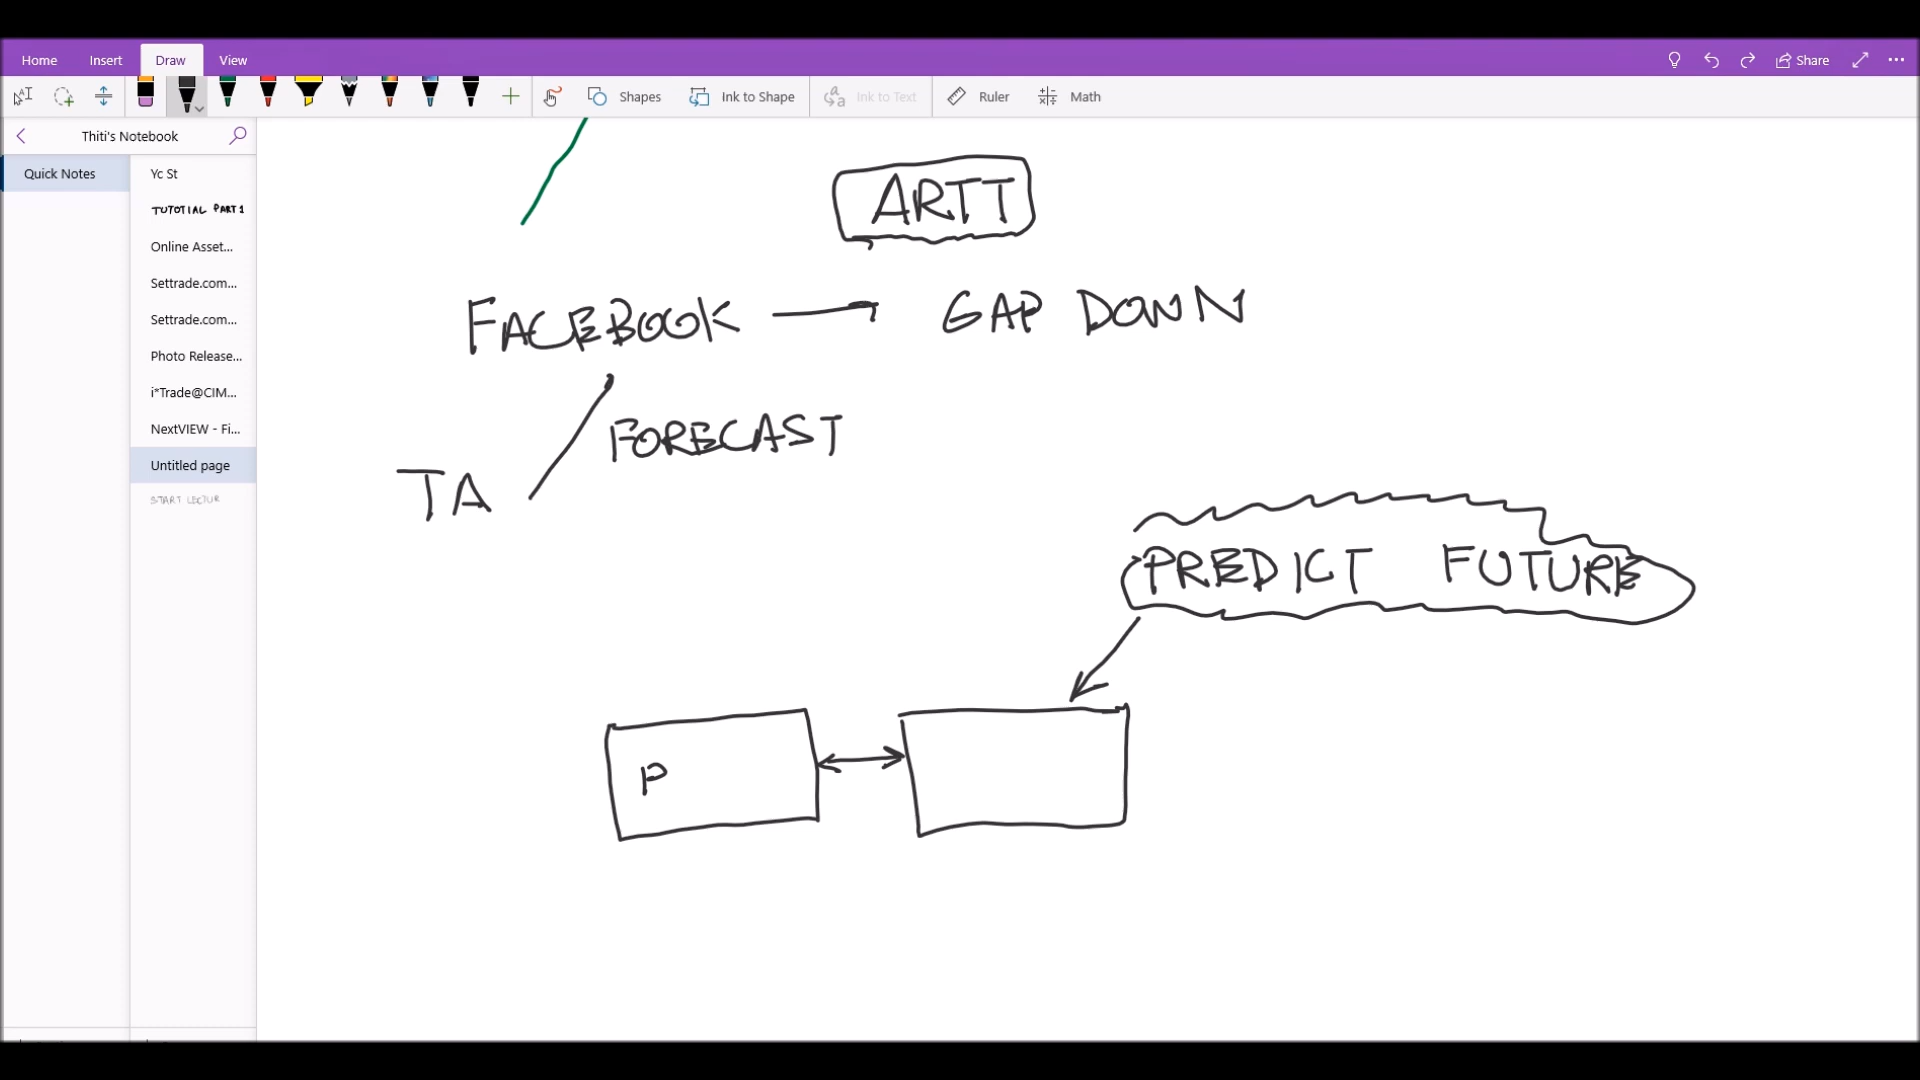 Home Insert Draw View Share
Shapes Ink to Shape Ink to Text Ruler Math
Thiti's Notebook
Quick Notes
Yc St
TUTOTIAL PART 1
Online Asset...
Settrade.com...
Settrade.com...
Photo Release...
i*Trade@CIM...
NextVIEW - Fi...
Untitled page
START LECTUR
ARTT
FACEBOOK GAP DOWN
FORECAST
TA
PREDICT FUTURE
P